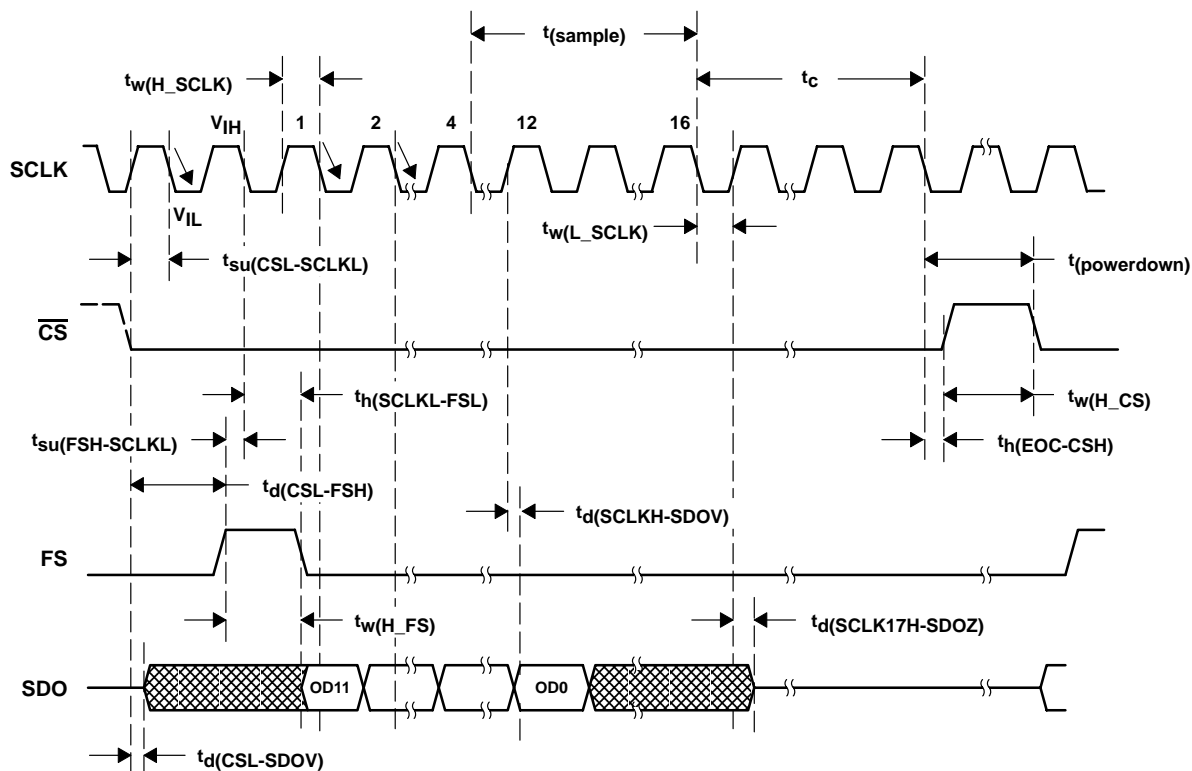 t(sample)
tw(H_SCLK)
tc
VIH
1
2
4
12
16
SCLK
VIL
tw(L_SCLK)
tsu(CSL-SCLKL)
t(powerdown)
CS
th(SCLKL-FSL)
tw(H_CS)
tsu(FSH-SCLKL)
th(EOC-CSH)
td(CSL-FSH)
td(SCLKH-SDOV)
FS
tw(H_FS)
td(SCLK17H-SDOZ)
SDO
OD11
OD0
td(CSL-SDOV)